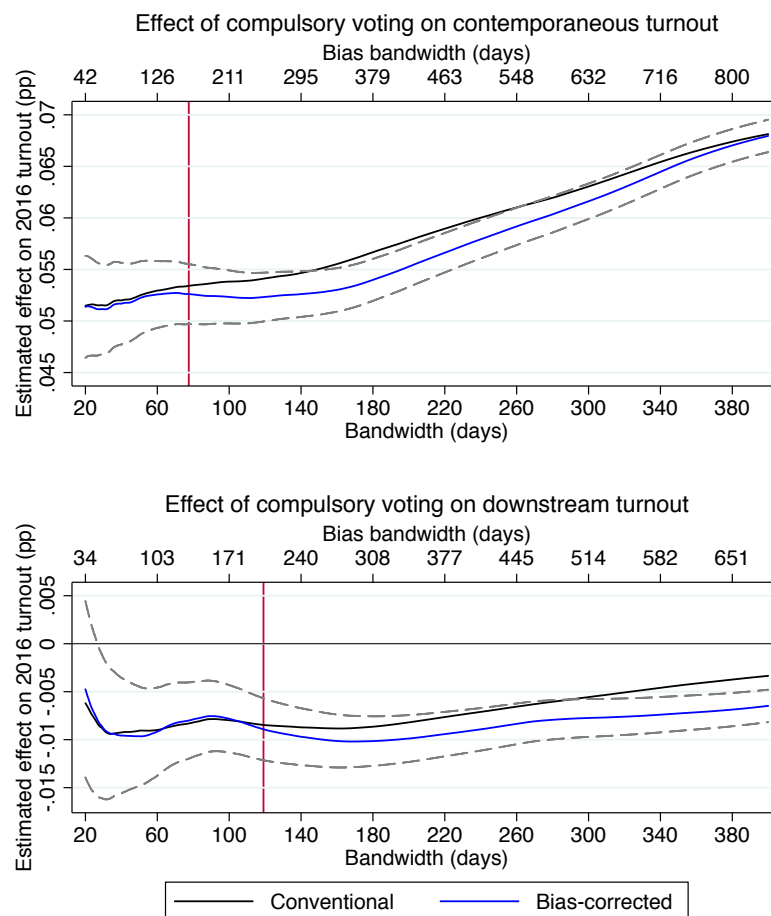 Effect of compulsory voting on contemporaneous turnout
Bias bandwidth (days)
42 126 211 295 379 463 548 632 716 800
Estimated effect on 2016 turnout (pp)
.07
.065
.06
.055
.05
.045
20 60 100 140 180 220 260 300 340 380
Bandwidth (days)
Effect of compulsory voting on downstream turnout
Bias bandwidth (days)
34 103 171 240 308 377 445 514 582 651
Estimated effect on 2016 turnout (pp)
.005
0
-.005
-.01
-.015
20 60 100 140 180 220 260 300 340 380
Bandwidth (days)
Conventional Bias-corrected